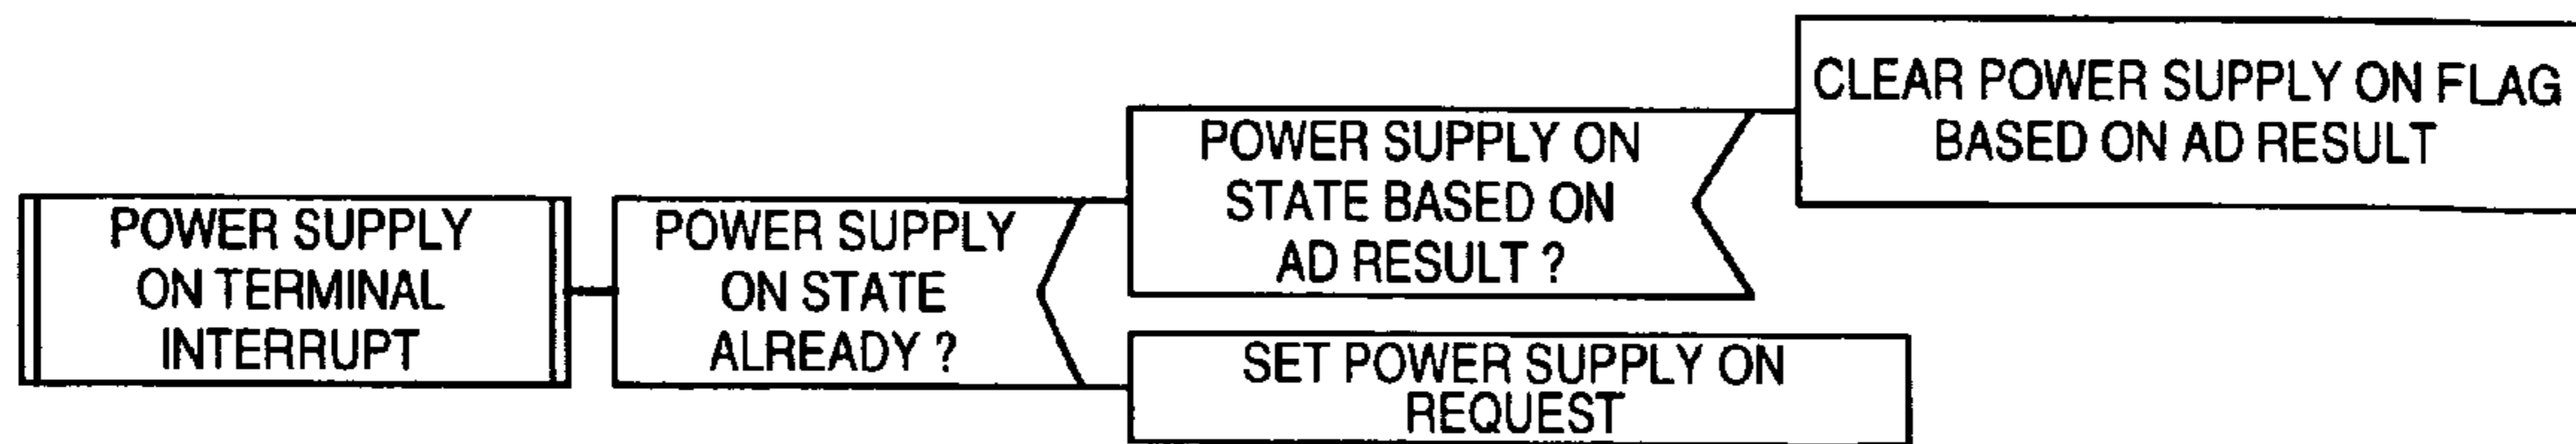 POWER SUPPLY
ON TERMINAL
INTERRUPT
POWER SUPPLY
ON STATE
ALREADY ?
POWER SUPPLY ON
STATE BASED ON
AD RESULT ?
CLEAR POWER SUPPLY ON FLAG
BASED ON AD RESULT
SET POWER SUPPLY ON
REQUEST